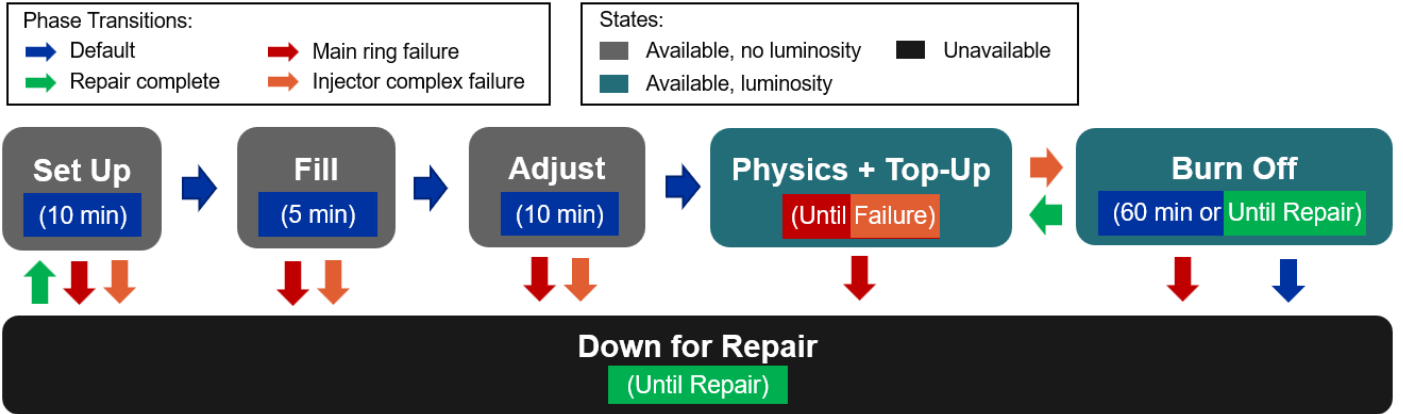 Phase Transitions:
Default
Main ring failure
Repair complete
Injector complex failure
States:
Available, no luminosity
Unavailable
Available, luminosity
Set Up
(10 min)
Fill
(5 min)
Adjust
(10 min)
Physics + Top-Up
(Until Failure)
Burn Off
(60 min or Until Repair)
Down for Repair
(Until Repair)